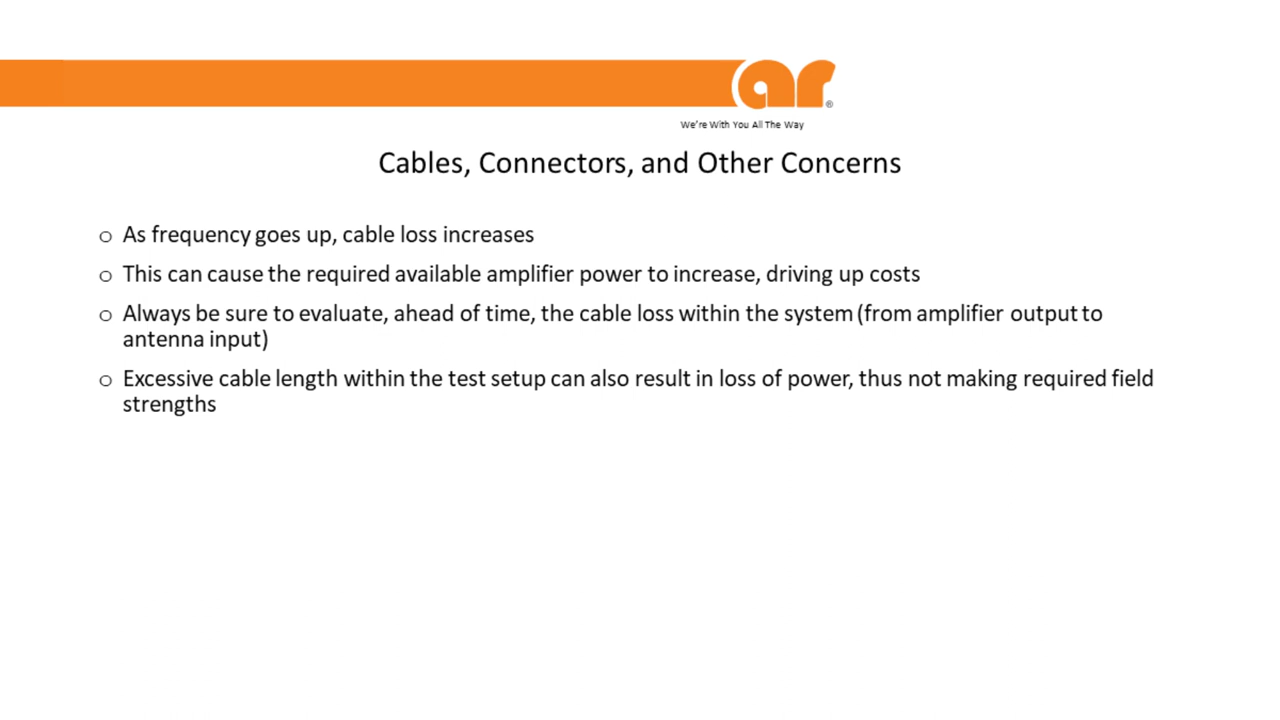 ar®
We're With You All The Way
Cables, Connectors, and Other Concerns
o As frequency goes up, cable loss increases
o This can cause the required available amplifier power to increase, driving up costs
o Always be sure to evaluate, ahead of time, the cable loss within the system (from amplifier output to
antenna input)
o Excessive cable length within the test setup can also result in loss of power, thus not making required field
strengths